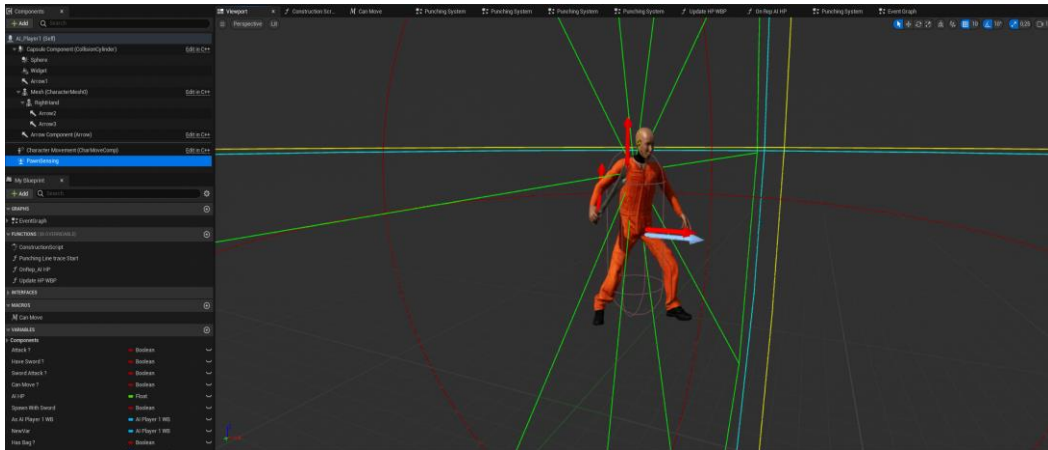 Components
Viewport
Construction Scr...
Can Move
Punching System
Punching System
Punching System
Punching System
Update HP WBP
On Rep AI HP
Punching System
Event Graph
+ Add
Search
Perspective
Lit
10
10°
AI_Player1 (Self)
Capsule Component (CollisionCylinder)
Edit in C++
Sphere
Widget
Arrow1
Mesh (CharacterMesh0)
Edit in C++
RightHand
Arrow2
Arrow3
Arrow Component (Arrow)
Edit in C++
Character Movement (CharMoveComp)
Edit in C++
PawnSensing
My Blueprint
+ Add
Search
GRAPHS
EventGraph
FUNCTIONS
ConstructionScript
Punching Line trace Start
OnRep_AI HP
Update HP WBP
INTERFACES
MACROS
Can Move
VARIABLES
Components
Attack ?
Boolean
Have Sword ?
Boolean
Sword Attack ?
Boolean
Can Move ?
Boolean
AI HP
Float
Spawn With Sword
Boolean
As AI Player 1 WB
AI Player 1 WB
NewVar
AI Player 1 WB
Has Bag ?
Boolean